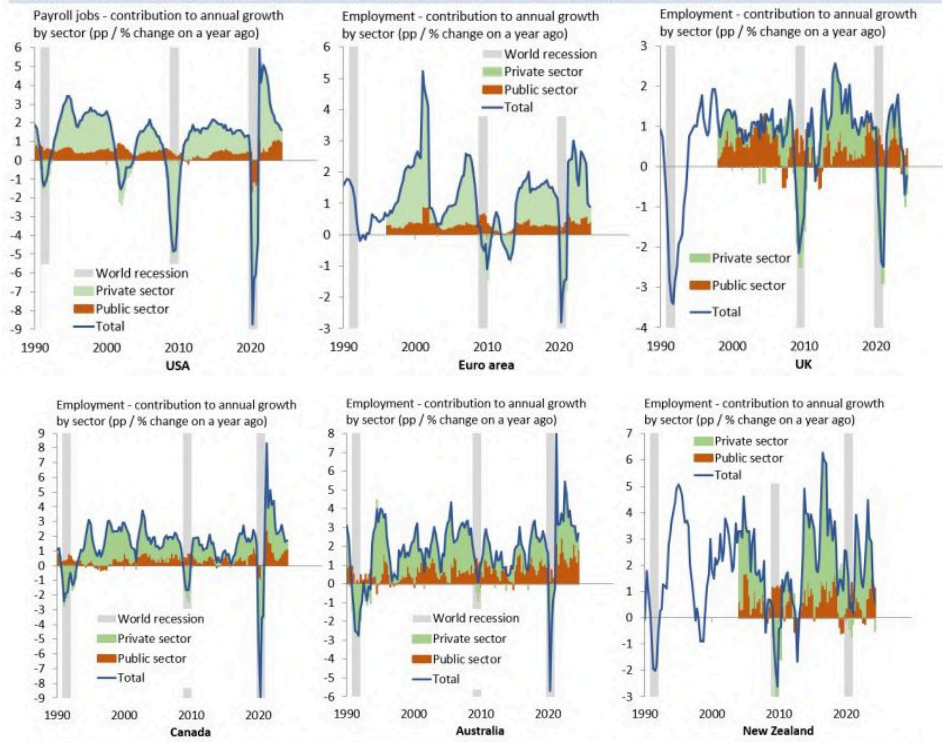 Payroll jobs - contribution to annual growth
by sector (pp / % change on a year ago)
6
5
4
3
2
1
0
-1
-2
-3
-4
-5
-6
-7
-8
-9
World recession
Private sector
Public sector
Total
1990
2000
2010
2020
USA
Employment - contribution to annual growth
by sector (pp / % change on a year ago)
6
5
4
3
2
1
0
-1
-2
-3
World recession
Private sector
Public sector
Total
1990
2000
2010
2020
Euro area
Employment - contribution to annual growth
by sector (pp / % change on a year ago)
3
2
1
0
-1
-2
-3
-4
Private sector
Public sector
Total
1990
2000
2010
2020
UK
Employment - contribution to annual growth
by sector (pp / % change on a year ago)
9
8
7
6
5
4
3
2
1
0
-1
-2
-3
-4
-5
-6
-7
-8
-9
World recession
Private sector
Public sector
Total
1990
2000
2010
2020
Canada
Employment - contribution to annual growth
by sector (pp / % change on a year ago)
8
7
6
5
4
3
2
1
0
-1
-2
-3
-4
-5
-6
World recession
Private sector
Public sector
Total
1990
2000
2010
2020
Australia
Employment - contribution to annual growth
by sector (pp / % change on a year ago)
7
6
5
4
3
2
1
0
-1
-2
-3
Private sector
Public sector
Total
1990
2000
2010
2020
New Zealand